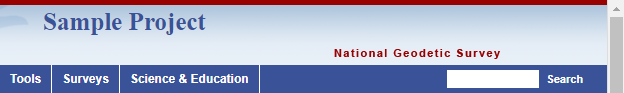 Sample Project
National Geodetic Survey
Tools Surveys Science & Education Search